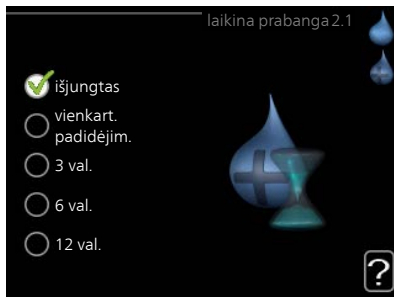 laikina prabanga 2.1
išjungtas
vienkart.
padidėjim.
3 val.
6 val.
12 val.
?